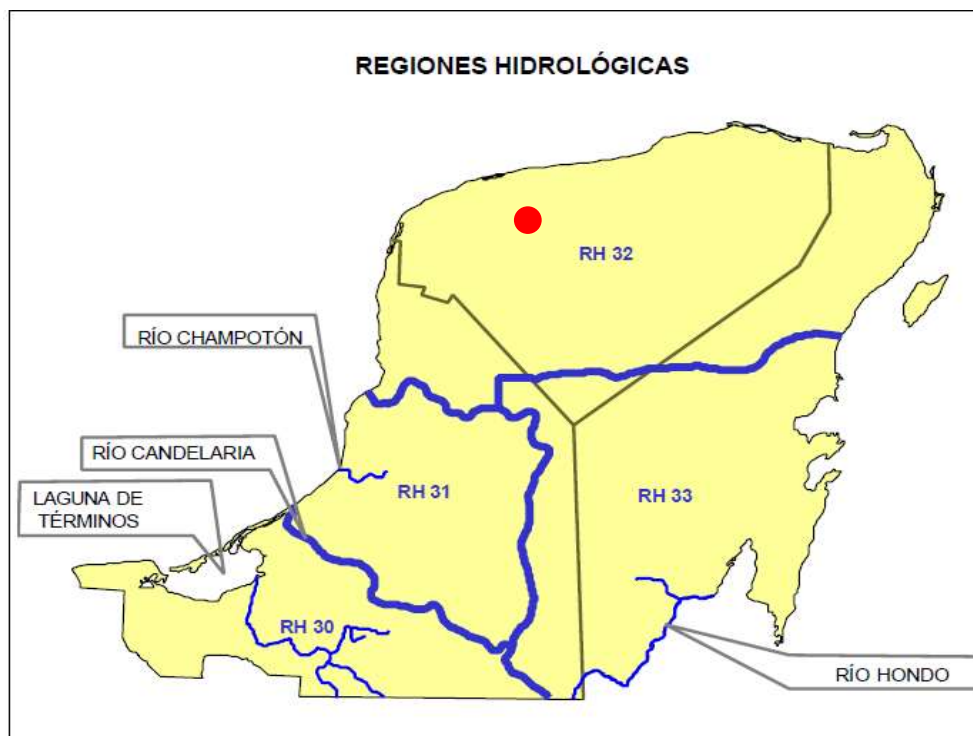 REGIONES HIDROLÓGICAS
RH 32
RÍO CHAMPOTÓN
RÍO CANDELARIA
LAGUNA DE
TÉRMINOS
RH 31
RH 33
RH 30
RÍO HONDO